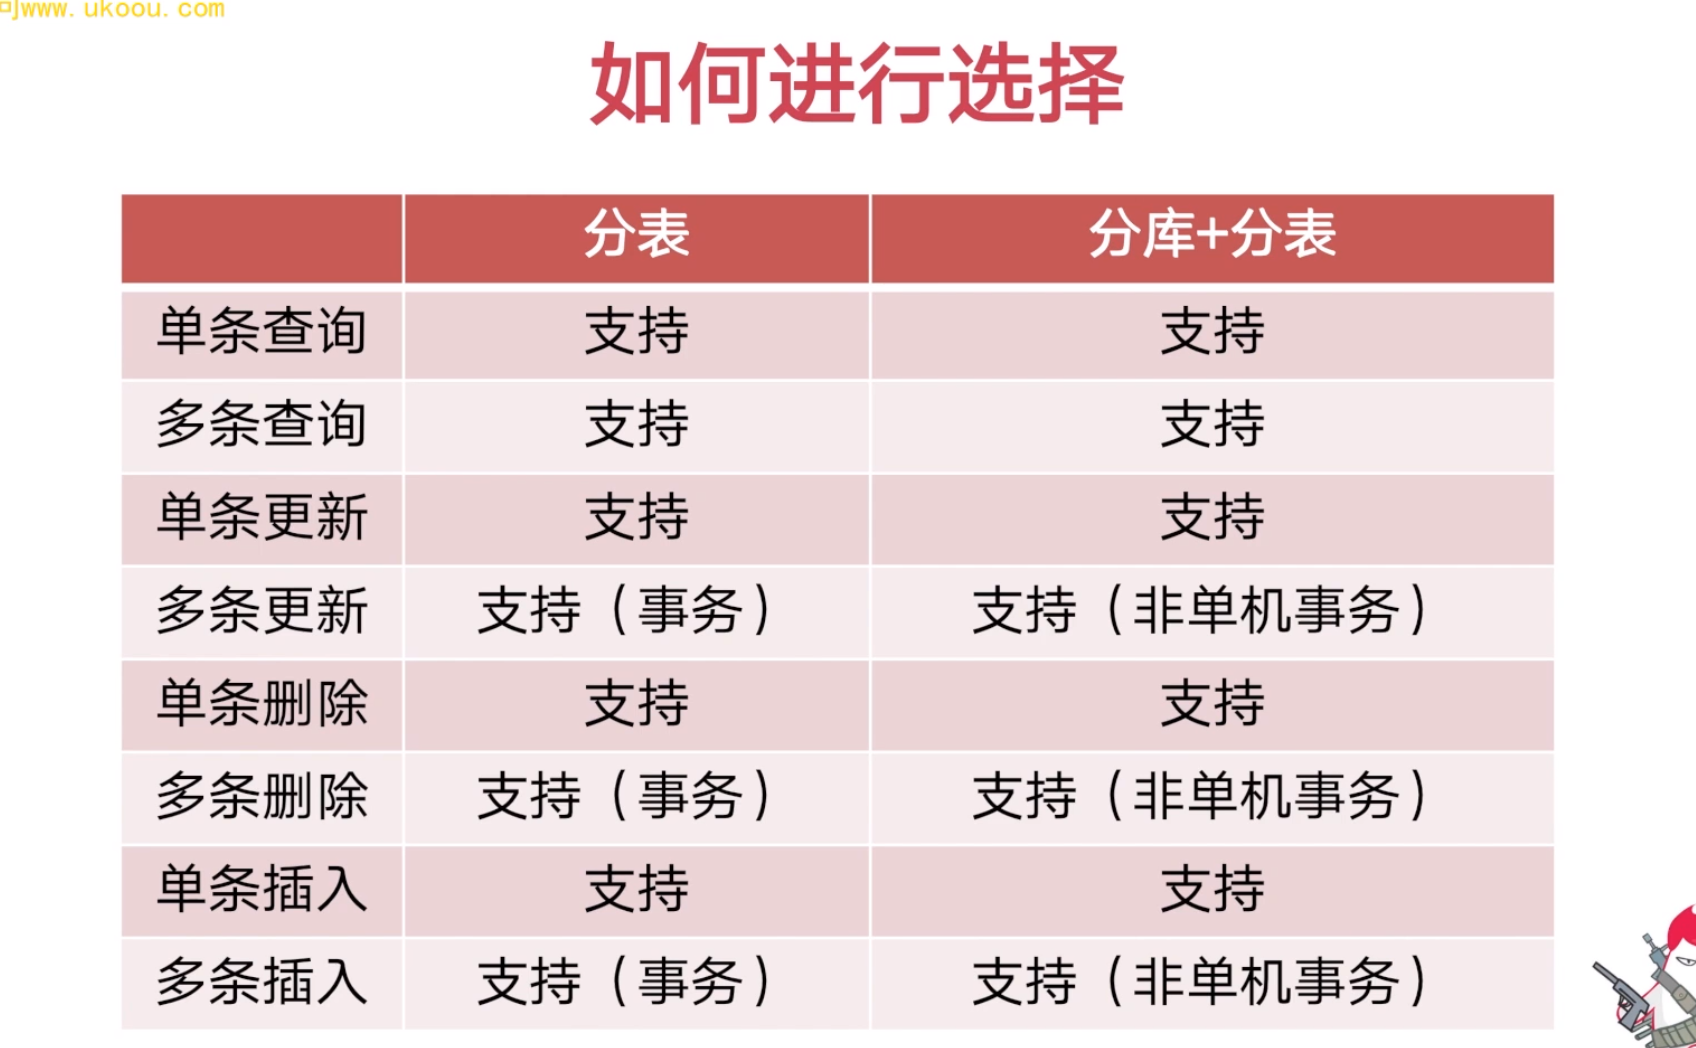 可www.ukoou.com
如何进行选择
分表 分库+分表
单条查询 支持 支持
多条查询 支持 支持
单条更新 支持 支持
多条更新 支持（事务） 支持（非单机事务）
单条删除 支持 支持
多条删除 支持（事务） 支持（非单机事务）
单条插入 支持 支持
多条插入 支持（事务） 支持（非单机事务）